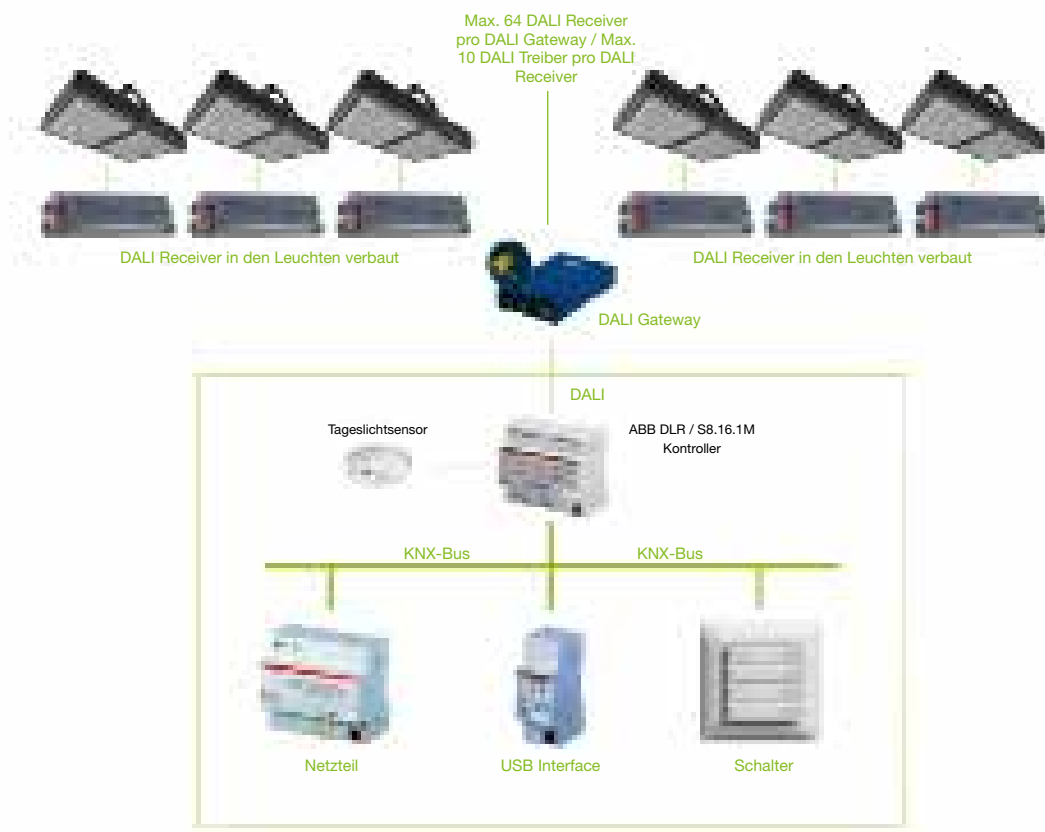 Max. 64 DALI Receiver
pro DALI Gateway / Max.
10 DALI Treiber pro DALI
Receiver
DALI Receiver in den Leuchten verbaut
DALI Receiver in den Leuchten verbaut
DALI Gateway
DALI
Tageslichtsensor
ABB DLR / S8.16.1M
Kontroller
KNX-Bus
KNX-Bus
Netzteil
USB Interface
Schalter